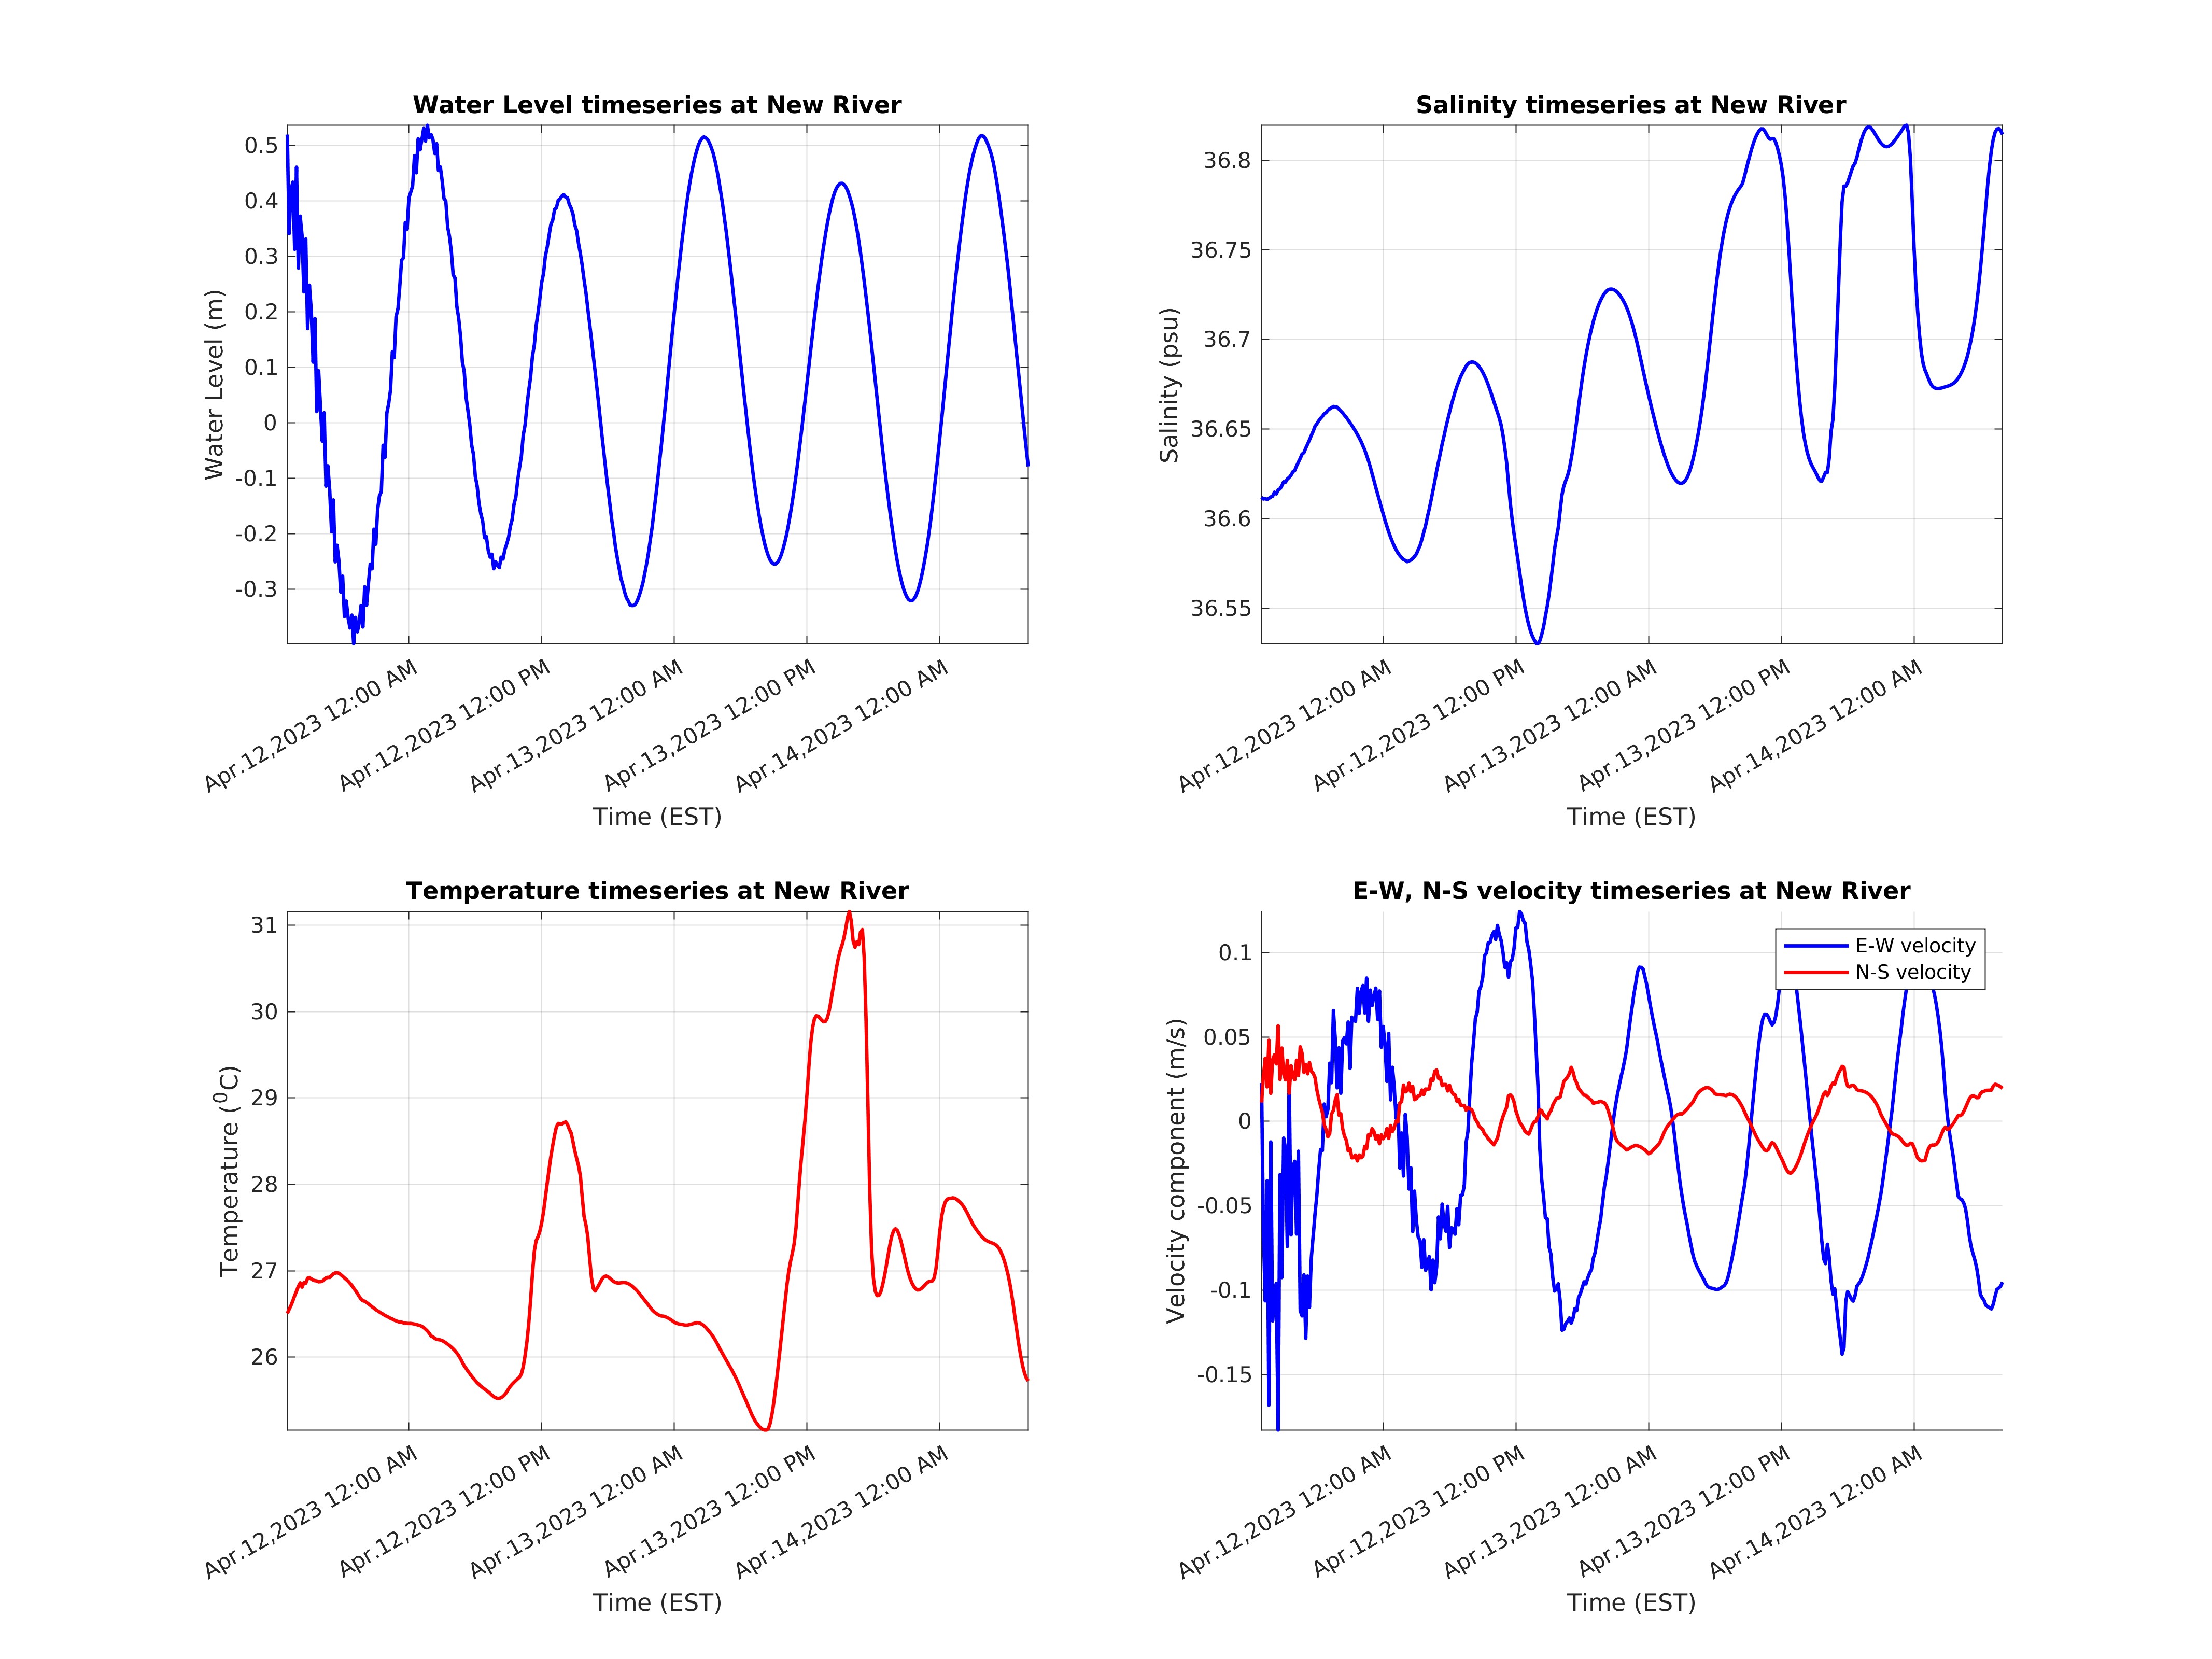 Water Level timeseries at New River
Water Level (m)
0.5
0.4
0.3
0.2
0.1
0
-0.1
-0.2
-0.3
Apr.12,2023 12:00 AM
Apr.12,2023 12:00 PM
Apr.13,2023 12:00 AM
Apr.13,2023 12:00 PM
Apr.14,2023 12:00 AM
Time (EST)
Salinity timeseries at New River
Salinity (psu)
36.8
36.75
36.7
36.65
36.6
36.55
Apr.12,2023 12:00 AM
Apr.12,2023 12:00 PM
Apr.13,2023 12:00 AM
Apr.13,2023 12:00 PM
Apr.14,2023 12:00 AM
Time (EST)
Temperature timeseries at New River
Temperature (⁰C)
31
30
29
28
27
26
Apr.12,2023 12:00 AM
Apr.12,2023 12:00 PM
Apr.13,2023 12:00 AM
Apr.13,2023 12:00 PM
Apr.14,2023 12:00 AM
Time (EST)
E-W, N-S velocity timeseries at New River
Velocity component (m/s)
0.1
0.05
0
-0.05
-0.1
-0.15
E-W velocity
N-S velocity
Apr.12,2023 12:00 AM
Apr.12,2023 12:00 PM
Apr.13,2023 12:00 AM
Apr.13,2023 12:00 PM
Apr.14,2023 12:00 AM
Time (EST)